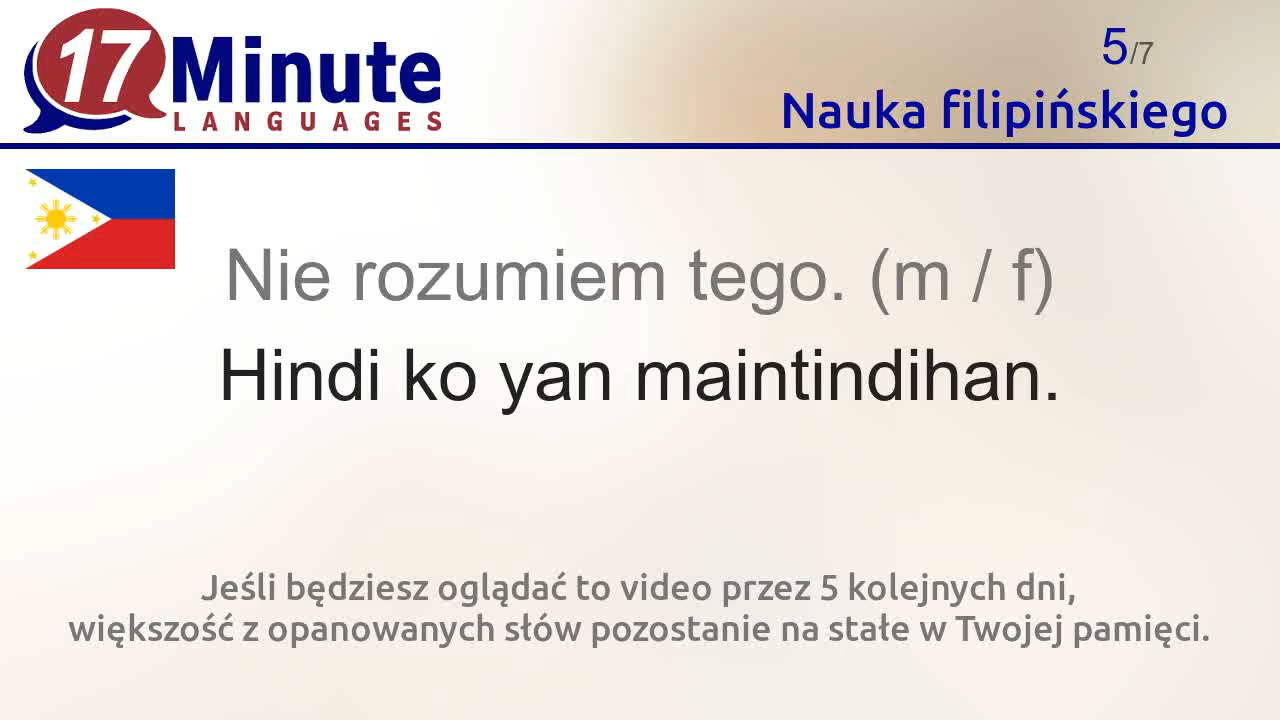 17 Minute
LANGUAGES
5/7
Nauka filipińskiego
Nie rozumiem tego. (m / f)
Hindi ko yan maintindihan.
Jeśli będziesz oglądać to video przez 5 kolejnych dni,
większość z opanowanych słów pozostanie na stałe w Twojej pamięci.